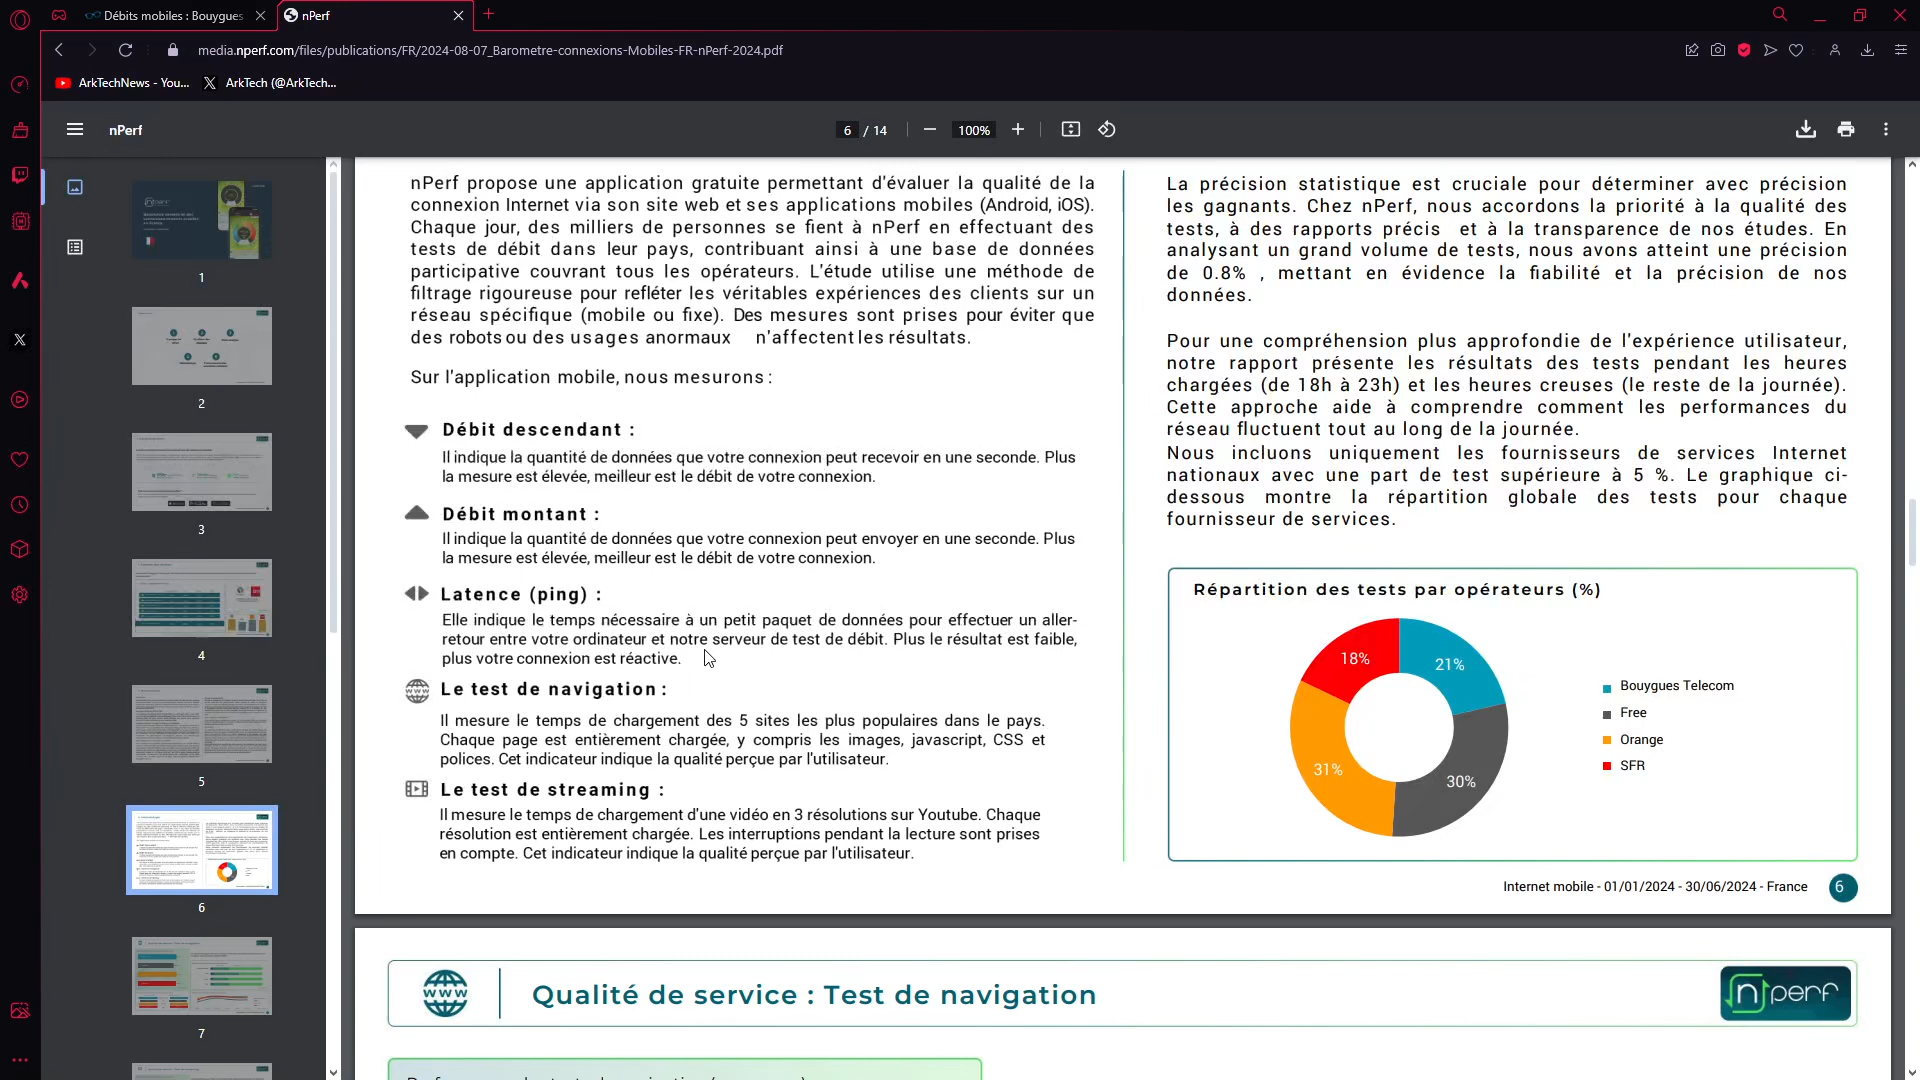 Débits mobiles : Bouygues
nPerf
media.nperf.com/files/publications/FR/2024-08-07_Barometre-connexions-Mobiles-FR-nPerf-2024.pdf
ArkTechNews - You...
ArkTech (@ArkTech...
nPerf
6 / 14
100%
1
2
3
4
5
6
7
nPerf propose une application gratuite permettant d'évaluer la qualité de la
connexion Internet via son site web et ses applications mobiles (Android, iOS).
Chaque jour, des milliers de personnes se fient à nPerf en effectuant des
tests de débit dans leur pays, contribuant ainsi à une base de données
participative couvrant tous les opérateurs. L'étude utilise une méthode de
filtrage rigoureuse pour refléter les véritables expériences des clients sur un
réseau spécifique (mobile ou fixe). Des mesures sont prises pour éviter que
des robots ou des usages anormaux n'affectent les résultats.
Sur l'application mobile, nous mesurons :
Débit descendant :
Il indique la quantité de données que votre connexion peut recevoir en une seconde. Plus
la mesure est élevée, meilleur est le débit de votre connexion.
Débit montant :
Il indique la quantité de données que votre connexion peut envoyer en une seconde. Plus
la mesure est élevée, meilleur est le débit de votre connexion.
Latence (ping) :
Elle indique le temps nécessaire à un petit paquet de données pour effectuer un aller-
retour entre votre ordinateur et notre serveur de test de débit. Plus le résultat est faible,
plus votre connexion est réactive.
www
Le test de navigation :
Il mesure le temps de chargement des 5 sites les plus populaires dans le pays.
Chaque page est entièrement chargée, y compris les images, javascript, CSS et
polices. Cet indicateur indique la qualité perçue par l'utilisateur.
Le test de streaming :
Il mesure le temps de chargement d'une vidéo en 3 résolutions sur Youtube. Chaque
résolution est entièrement chargée. Les interruptions pendant la lecture sont prises
en compte. Cet indicateur indique la qualité perçue par l'utilisateur.
La précision statistique est cruciale pour déterminer avec précision
les gagnants. Chez nPerf, nous accordons la priorité à la qualité des
tests, à des rapports précis et à la transparence de nos études. En
analysant un grand volume de tests, nous avons atteint une précision
de 0.8% , mettant en évidence la fiabilité et la précision de nos
données.
Pour une compréhension plus approfondie de l'expérience utilisateur,
notre rapport présente les résultats des tests pendant les heures
chargées (de 18h à 23h) et les heures creuses (le reste de la journée).
Cette approche aide à comprendre comment les performances du
réseau fluctuent tout au long de la journée.
Nous incluons uniquement les fournisseurs de services Internet
nationaux avec une part de test supérieure à 5 %. Le graphique ci-
dessous montre la répartition globale des tests pour chaque
fournisseur de services.
Répartition des tests par opérateurs (%)
18%
21%
31%
30%
Bouygues Telecom
Free
Orange
SFR
Internet mobile - 01/01/2024 - 30/06/2024 - France
6
www
Qualité de service : Test de navigation
nperf